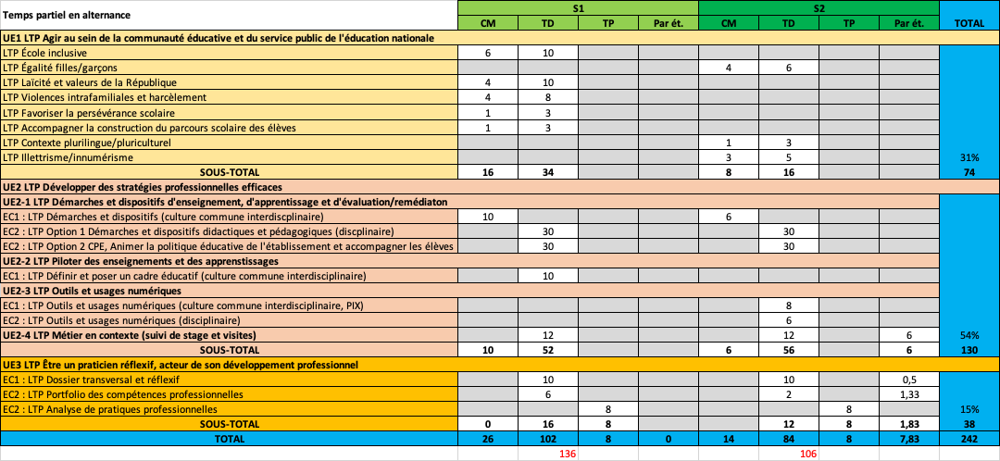 Temps partiel en alternance S1 S2 TOTAL
CM TD TP Par ét. CM TD TP Par ét.
UE1 LTP Agir au sein de la communauté éducative et du service public de l'éducation nationale
LTP École inclusive 6 10
LTP Égalité filles/garçons 4 6
LTP Laïcité et valeurs de la République 4 10
LTP Violences intrafamiliales et harcèlement 4 8
LTP Favoriser la persévérance scolaire 1 3
LTP Accompagner la construction du parcours scolaire des élèves 1 3
LTP Contexte plurilingue/pluriculturel 1 3
LTP Illettrisme/innumérisme 3 5 31%
SOUS-TOTAL 16 34 8 16 74
UE2 LTP Développer des stratégies professionnelles efficaces
UE2-1 LTP Démarches et dispositifs d'enseignement, d'apprentissage et d'évaluation/remédiaton
EC1 : LTP Démarches et dispositifs (culture commune interdiscplinaire) 10 6
EC2 : LTP Option 1 Démarches et dispositifs didactiques et pédagogiques (discplinaire) 30 30
EC2 : LTP Option 2 CPE, Animer la politique éducative de l'établissement et accompagner les élèves 30 30
UE2-2 LTP Piloter des enseignements et des apprenstissages
EC1 : LTP Définir et poser un cadre éducatif (culture commune interdisciplinaire) 10
UE2-3 LTP Outils et usages numériques
EC1 : LTP Outils et usages numériques (culture commune interdisciplinaire, PIX) 8
EC2 : LTP Outils et usages numériques (disciplinaire) 6
UE2-4 LTP Métier en contexte (suivi de stage et visites) 12 12 6 54%
SOUS-TOTAL 10 52 6 56 6 130
UE3 LTP Être un praticien réflexif, acteur de son développement professionnel
EC1 : LTP Dossier transversal et réflexif 10 10 0,5
EC2 : LTP Portfolio des compétences professionnelles 6 2 1,33
EC2 : LTP Analyse de pratiques professionnelles 8 8 15%
SOUS-TOTAL 0 16 8 12 8 1,83 38
TOTAL 26 102 8 0 14 84 8 7,83 242
136 106